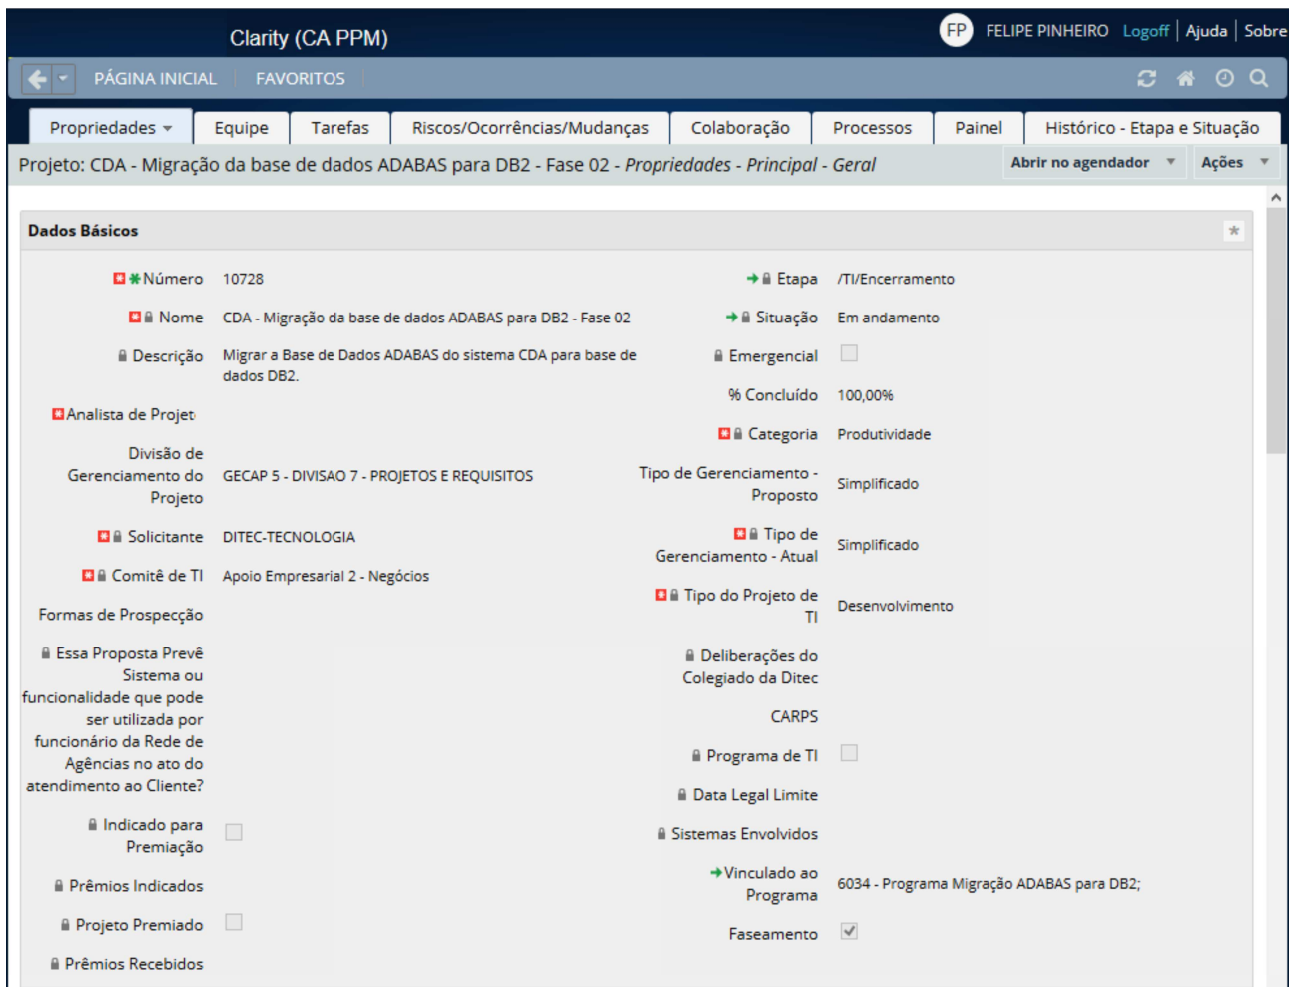 Clarity (CA PPM)
FP FELIPE PINHEIRO Logoff | Ajuda | Sobre
PÁGINA INICIAL FAVORITOS
Propriedades Equipe Tarefas Riscos/Ocorrências/Mudanças Colaboração Processos Painel Histórico - Etapa e Situação
Projeto: CDA - Migração da base de dados ADABAS para DB2 - Fase 02 - Propriedades - Principal - Geral Abrir no agendador Ações
Dados Básicos
Número 10728
Nome CDA - Migração da base de dados ADABAS para DB2 - Fase 02
Descrição Migrar a Base de Dados ADABAS do sistema CDA para base de
dados DB2.
Analista de Projet
Divisão de
Gerenciamento do
Projeto
GECAP 5 - DIVISAO 7 - PROJETOS E REQUISITOS
Solicitante DITEC-TECNOLOGIA
Comitê de TI Apoio Empresarial 2 - Negócios
Formas de Prospecção
Essa Proposta Prevê
Sistema ou
funcionalidade que pode
ser utilizada por
funcionário da Rede de
Agências no ato do
atendimento ao Cliente?
Indicado para
Premiação
Prêmios Indicados
Projeto Premiado
Prêmios Recebidos
Etapa /TI/Encerramento
Situação Em andamento
Emergencial
% Concluído 100,00%
Categoria Produtividade
Tipo de Gerenciamento -
Proposto
Simplificado
Tipo de
Gerenciamento - Atual
Simplificado
Tipo do Projeto de
TI
Desenvolvimento
Deliberações do
Colegiado da Ditec
CARPS
Programa de TI
Data Legal Limite
Sistemas Envolvidos
Vinculado ao
Programa
6034 - Programa Migração ADABAS para DB2;
Faseamento